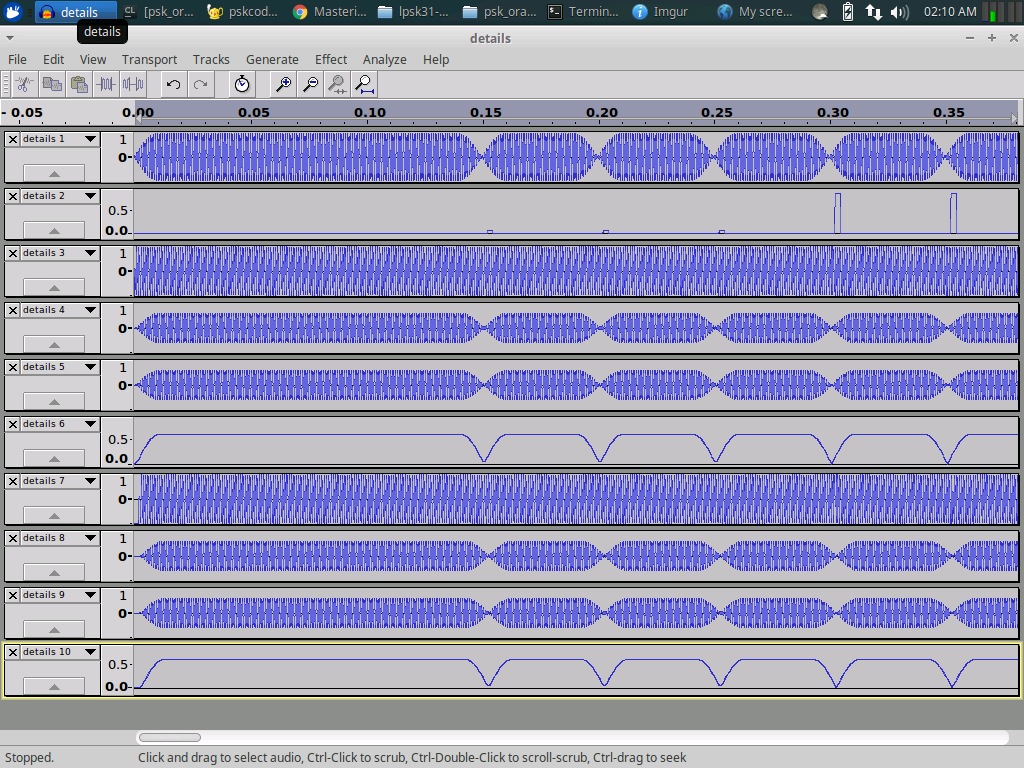 details CL [psk_or... pskcod... Masteri... lpsk31-... psk_ora... Termin... Imgur My scre... 02:10 AM
details
details
File Edit View Transport Tracks Generate Effect Analyze Help
- 0.05 0.00 0.05 0.10 0.15 0.20 0.25 0.30 0.35
details 1 1
0-
details 2
0.5-
0.0-
details 3 1
0-
details 4 1
0-
details 5 1
0-
details 6
0.5-
0.0-
details 7 1
0-
details 8 1
0-
details 9 1
0-
details 10
0.5-
0.0-
Stopped. Click and drag to select audio, Ctrl-Click to scrub, Ctrl-Double-Click to scroll-scrub, Ctrl-drag to seek